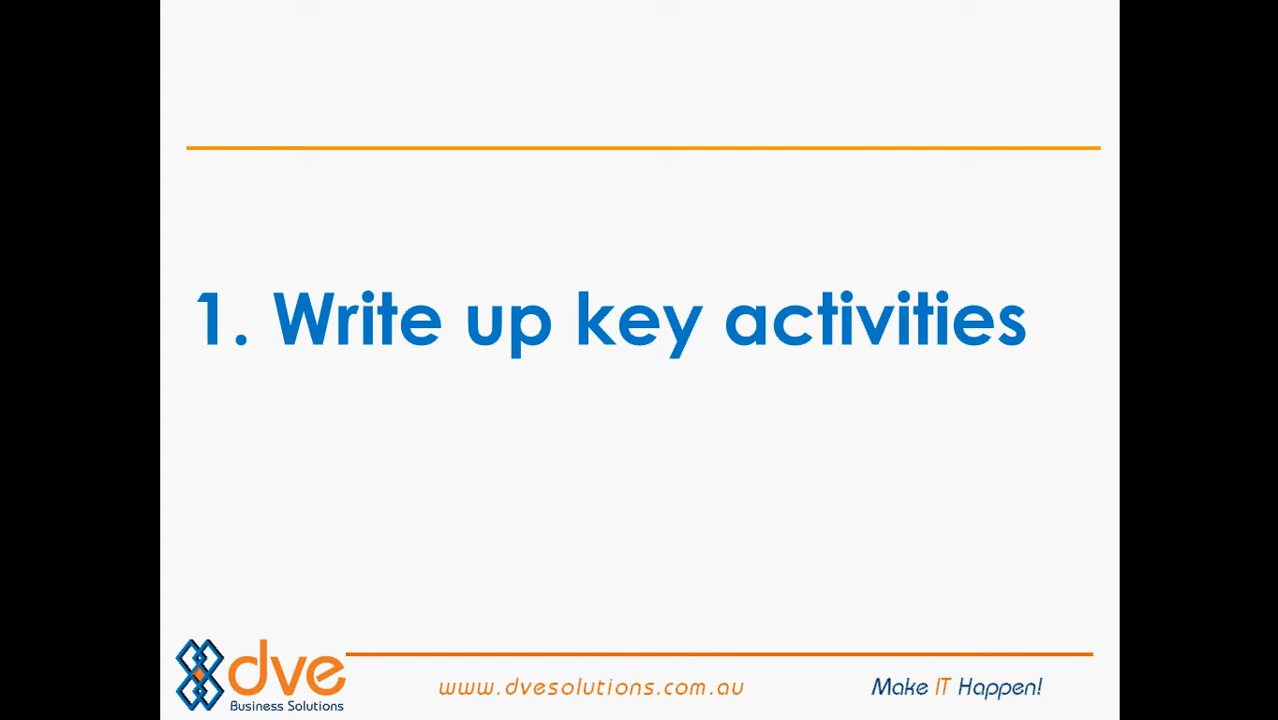 1. Write up key activities
dve
Business Solutions
www.dvesolutions.com.au
Make IT Happen!